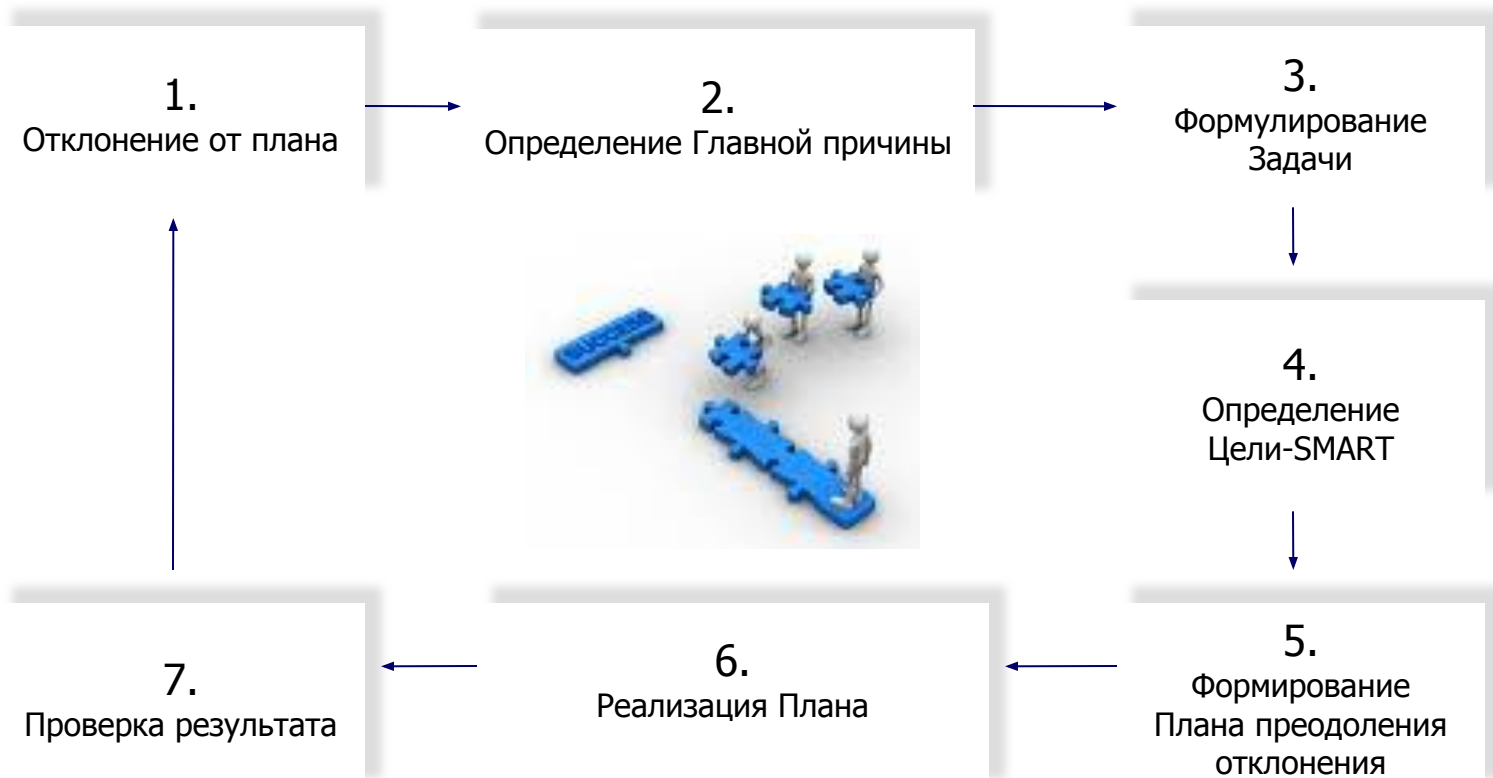 1.
Отклонение от плана
2.
Определение Главной причины
3.
Формулирование
Задачи
SUCCESS
4.
Определение
Цели-SMART
5.
Формирование
Плана преодоления
отклонения
6.
Реализация Плана
7.
Проверка результата